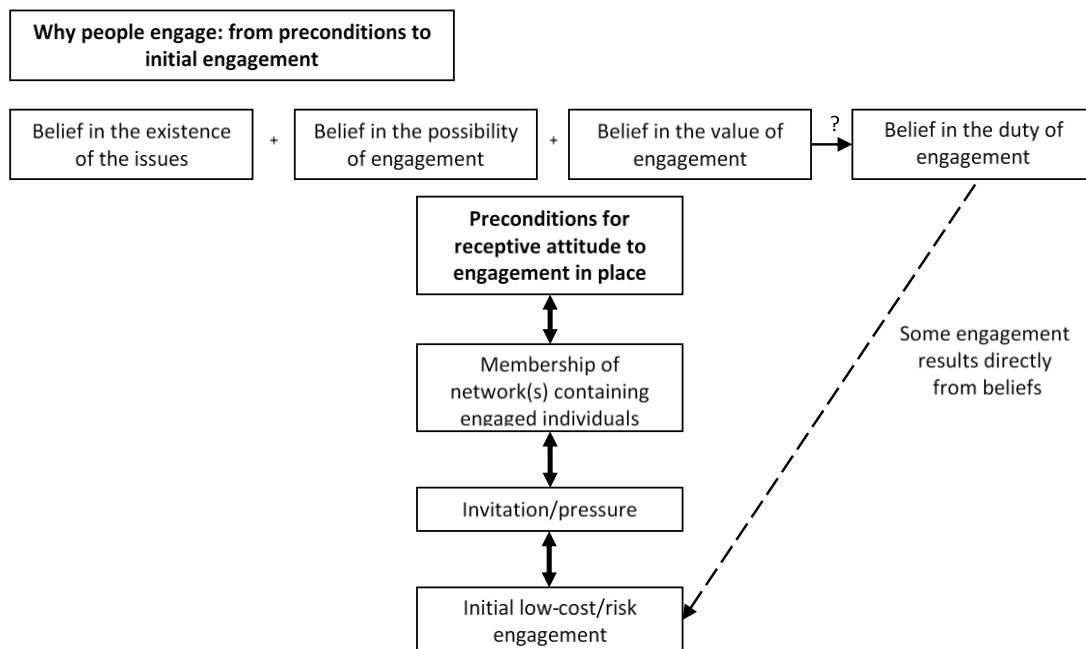 Why people engage: from preconditions to
initial engagement
Belief in the existence
of the issues
+
Belief in the possibility
of engagement
+
Belief in the value of
engagement
?
Belief in the duty of
engagement
Preconditions for
receptive attitude to
engagement in place
Membership of
network(s) containing
engaged individuals
Some engagement
results directly
from beliefs
Invitation/pressure
Initial low-cost/risk
engagement